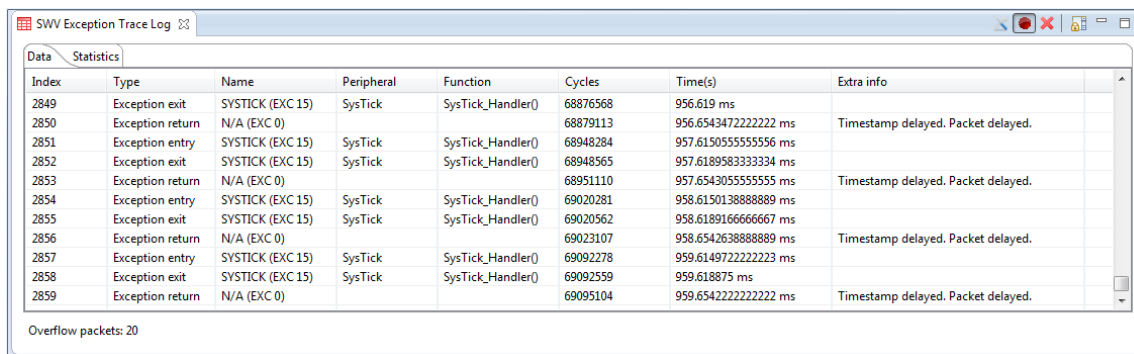 SWV Exception Trace Log
Data Statistics
Index Type Name Peripheral Function Cycles Time(s) Extra info
2849 Exception exit SYSTICK (EXC 15) SysTick SysTick_Handler() 68876568 956.619 ms
2850 Exception return N/A (EXC 0) 68879113 956.6543472222222 ms Timestamp delayed. Packet delayed.
2851 Exception entry SYSTICK (EXC 15) SysTick SysTick_Handler() 68948284 957.6150555555556 ms
2852 Exception exit SYSTICK (EXC 15) SysTick SysTick_Handler() 68948565 957.6189583333334 ms
2853 Exception return N/A (EXC 0) 68951110 957.6543055555555 ms Timestamp delayed. Packet delayed.
2854 Exception entry SYSTICK (EXC 15) SysTick SysTick_Handler() 69020281 958.6150138888889 ms
2855 Exception exit SYSTICK (EXC 15) SysTick SysTick_Handler() 69020562 958.6189166666667 ms
2856 Exception return N/A (EXC 0) 69023107 958.6542638888889 ms Timestamp delayed. Packet delayed.
2857 Exception entry SYSTICK (EXC 15) SysTick SysTick_Handler() 69092278 959.6149722222223 ms
2858 Exception exit SYSTICK (EXC 15) SysTick SysTick_Handler() 69092559 959.618875 ms
2859 Exception return N/A (EXC 0) 69095104 959.6542222222222 ms Timestamp delayed. Packet delayed.
Overflow packets: 20